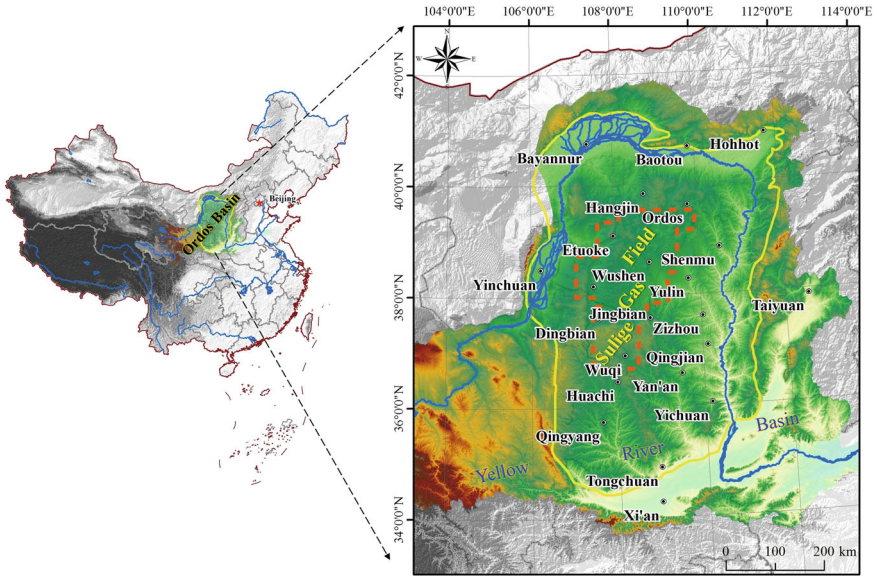 104°0'0"E 106°0'0"E 108°0'0"E 110°0'0"E 112°0'0"E 114°0'0"E
N
W E
S
42°0'0"N
40°0'0"N
38°0'0"N
36°0'0"N
34°0'0"N
Beijing
Ordos Basin
Hohhot
Bayannur
Baotou
Hangjin
Ordos
Etuoke
Shenmu
Yinchuan
Wushen
Yulin
Taiyuan
Jingbian
Zizhou
Dingbian
Sulige Gas Field
Qingjian
Wuqi
Yan'an
Huachi
Yichuan
Qingyang
Yellow River Basin
Tongchuan
Xi'an
0 100 200 km